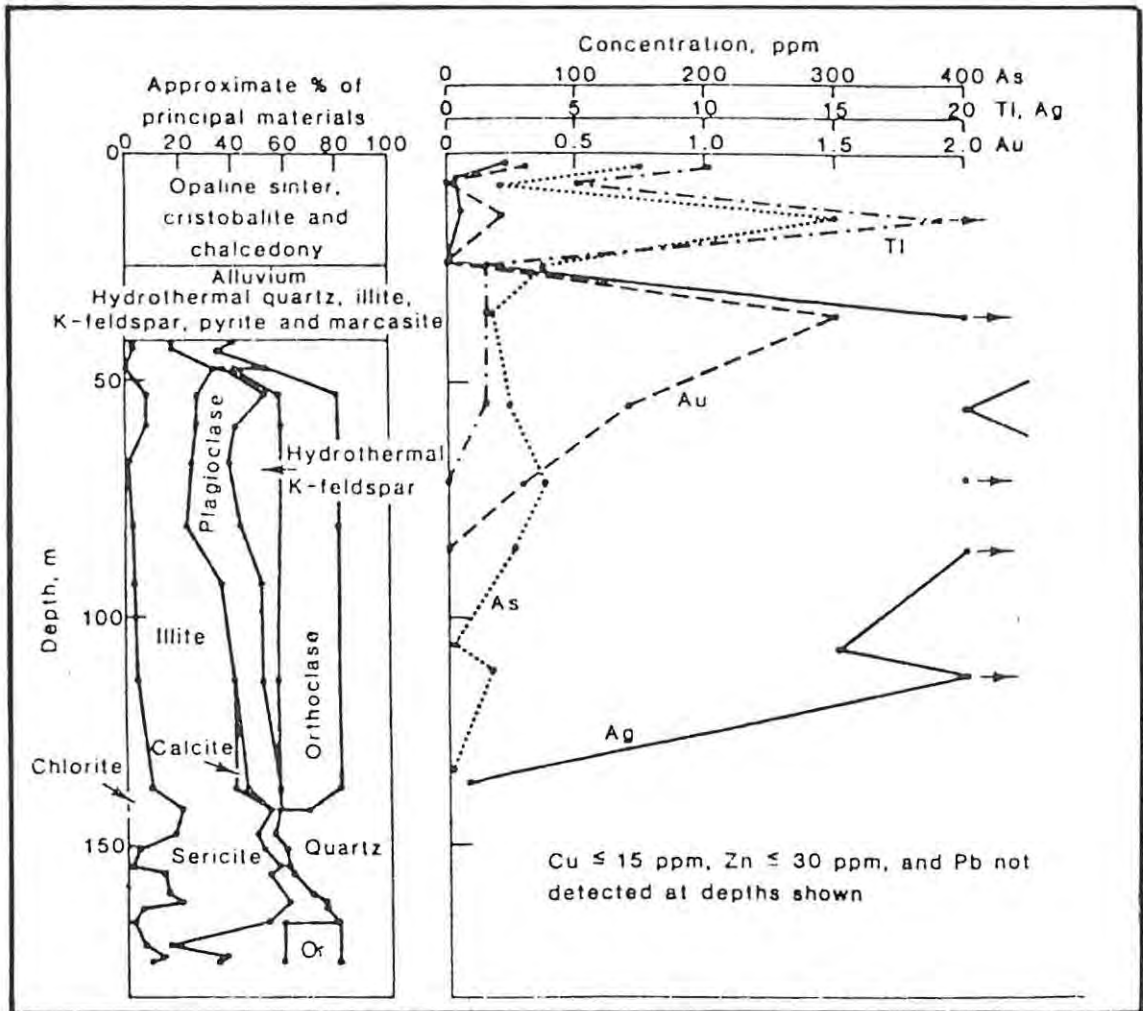 Approximate % of
principal materials
0 20 40 60 80 100
Concentration, ppm
0 100 200 300 400 As
0 5 10 15 20 Tl, Ag
0 0.5 1.0 1.5 2.0 Au
Depth, m
0
50
100
150
Opaline sinter,
cristobalite and
chalcedony
Alluvium
Hydrothermal quartz, illite,
K-feldspar, pyrite and marcasite
Plagioclase
Hydrothermal
K-feldspar
Illite
Orthoclase
Calcite
Chlorite
Sericite
Quartz
Or
Tl
Au
As
Ag
Cu ≤ 15 ppm, Zn ≤ 30 ppm, and Pb not
detected at depths shown